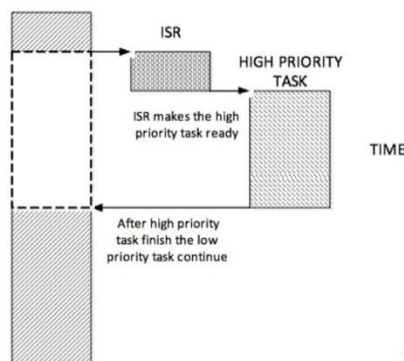 ISR
HIGH PRIORITY
TASK
ISR makes the high
priority task ready
TIME
After high priority
task finish the low
priority task continue